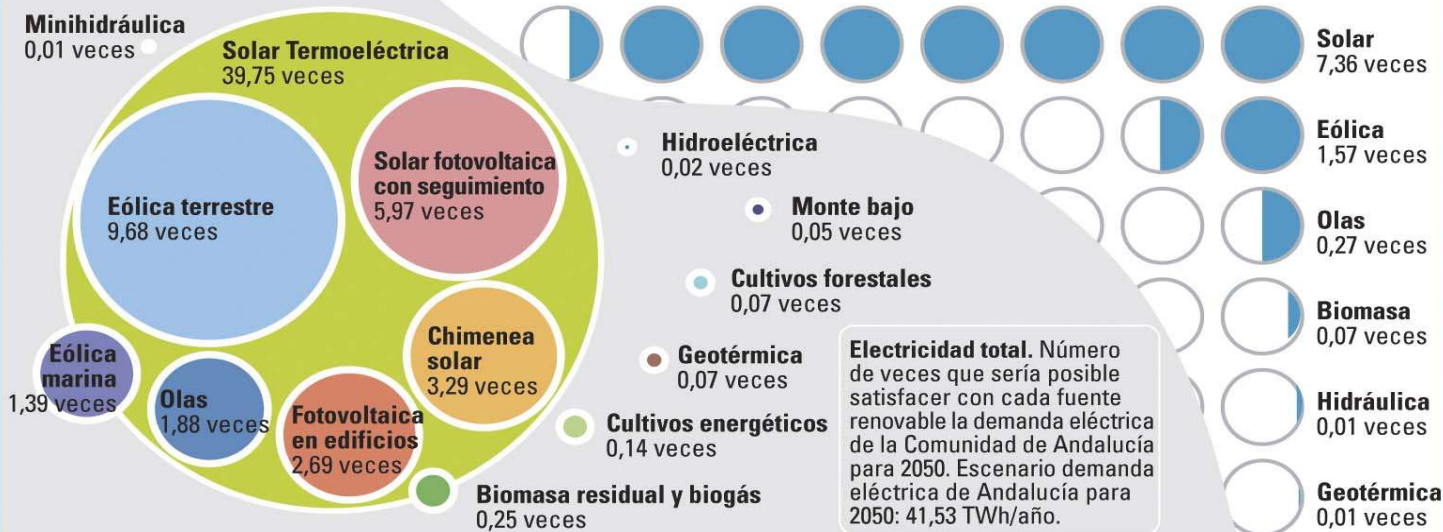 Minihidráulica
0,01 veces
Solar Termoeléctrica
39,75 veces
Eólica terrestre
9,68 veces
Solar fotovoltaica
con seguimiento
5,97 veces
Chimenea
solar
3,29 veces
Eólica
marina
1,39 veces
Olas
1,88 veces
Fotovoltaica
en edificios
2,69 veces
Biomasa residual y biogás
0,25 veces
Hidroeléctrica
0,02 veces
Monte bajo
0,05 veces
Cultivos forestales
0,07 veces
Geotérmica
0,07 veces
Cultivos energéticos
0,14 veces
Electricidad total. Número
de veces que sería posible
satisfacer con cada fuente
renovable la demanda eléctrica
de la Comunidad de Andalucía
para 2050. Escenario demanda
eléctrica de Andalucía para
2050: 41,53 TWh/año.
Solar
7,36 veces
Eólica
1,57 veces
Olas
0,27 veces
Biomasa
0,07 veces
Hidráulica
0,01 veces
Geotérmica
0,01 veces